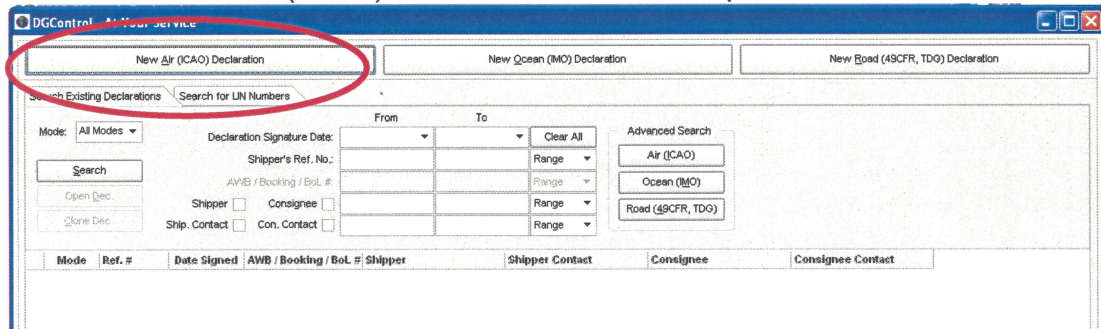 DGControl - At Your Service
New Air (ICAO) Declaration New Ocean (IMO) Declaration New Road (49CFR, TDG) Declaration
Search Existing Declarations Search for UN Numbers
From To
Mode: All Modes Declaration Signature Date: Clear All Advanced Search
Shipper's Ref. No.: Range Air (ICAO)
Search
AWB / Booking / BoL #: Range Ocean (IMO)
Open Dec.
Shipper Consignee Range Road (49CFR, TDG)
Clone Dec.
Ship. Contact Con. Contact Range
Mode Ref. # Date Signed AWB / Booking / BoL # Shipper Shipper Contact Consignee Consignee Contact